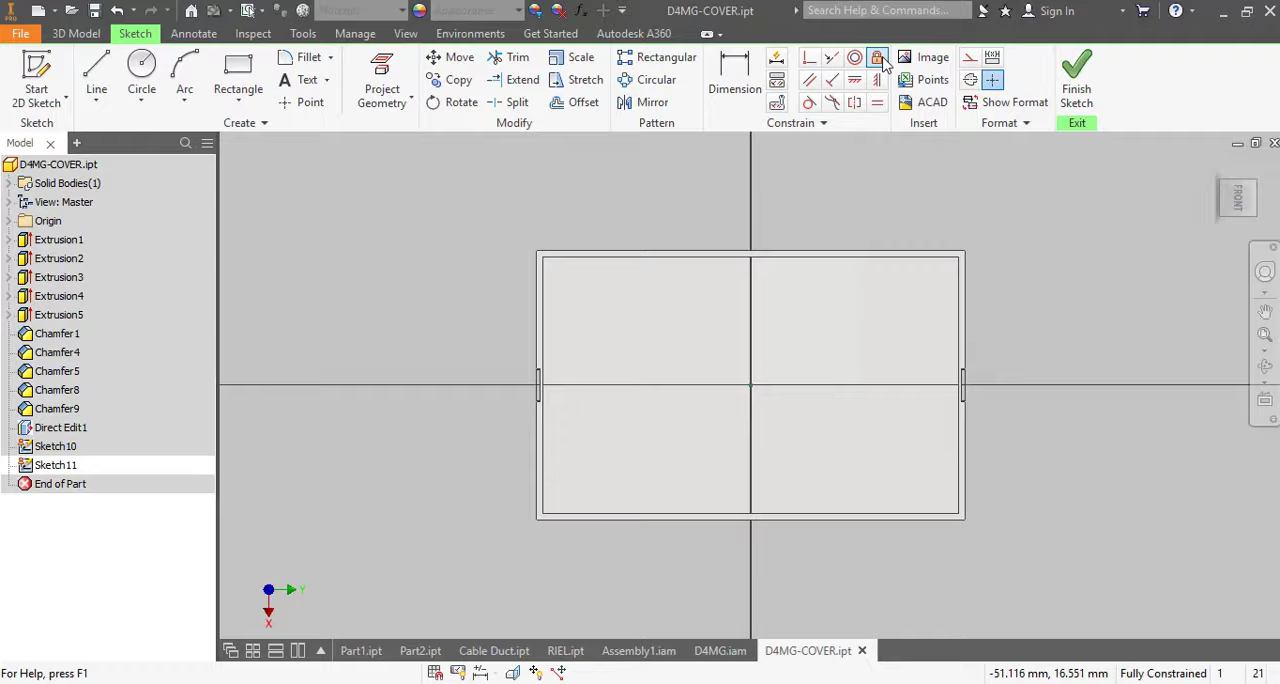 PRO
Material
Appearance
D4MG-COVER.ipt
Search Help & Commands...
Sign In
File 3D Model Sketch Annotate Inspect Tools Manage View Environments Get Started Autodesk A360
Start
2D Sketch
Line
Circle
Arc
Rectangle
Fillet
Text
Point
Project
Geometry
Move
Copy
Rotate
Trim
Extend
Split
Scale
Stretch
Offset
Rectangular
Circular
Mirror
Dimension
Image
Points
ACAD
Show Format
Finish
Sketch
Sketch Create Modify Pattern Constrain Insert Format Exit
Model
D4MG-COVER.ipt
Solid Bodies(1)
View: Master
Origin
Extrusion1
Extrusion2
Extrusion3
Extrusion4
Extrusion5
Chamfer1
Chamfer4
Chamfer5
Chamfer8
Chamfer9
Direct Edit1
Sketch10
Sketch11
End of Part
FRONT
Y
X
Part1.ipt Part2.ipt Cable Duct.ipt RIEL.ipt Assembly1.iam D4MG.iam D4MG-COVER.ipt
For Help, press F1
-51.116 mm, 16.551 mm Fully Constrained 1 21